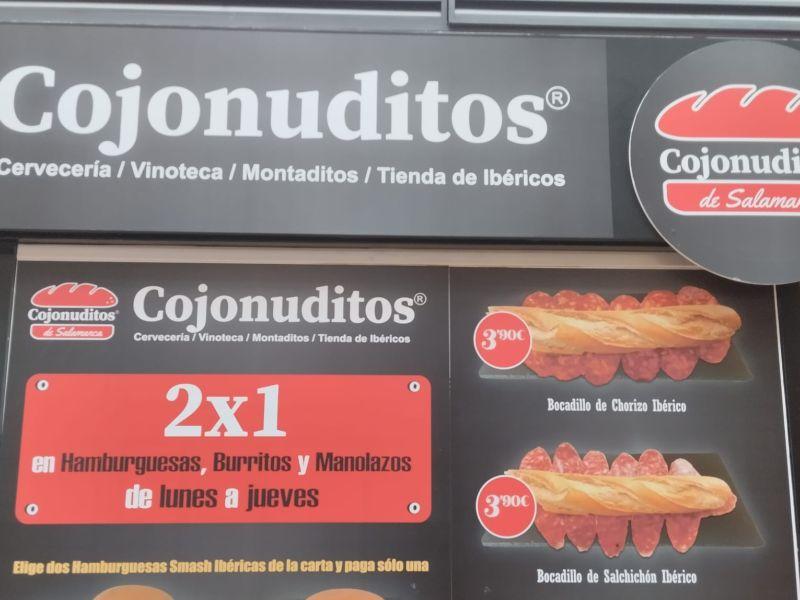 Cojonuditos®
Cervecería / Vinoteca / Montaditos / Tienda de Ibéricos
Cojonudi
de Salamanca
Cojonuditos®
de Salamanca
Cojonuditos®
Cervecería / Vinoteca / Montaditos / Tienda de Ibéricos
2x1
en Hamburguesas, Burritos y Manolazos
de lunes a jueves
Elige dos Hamburguesas Smash Ibéricas de la carta y paga sólo una
3'90€
Bocadillo de Chorizo Ibérico
3'90€
Bocadillo de Salchichón Ibérico